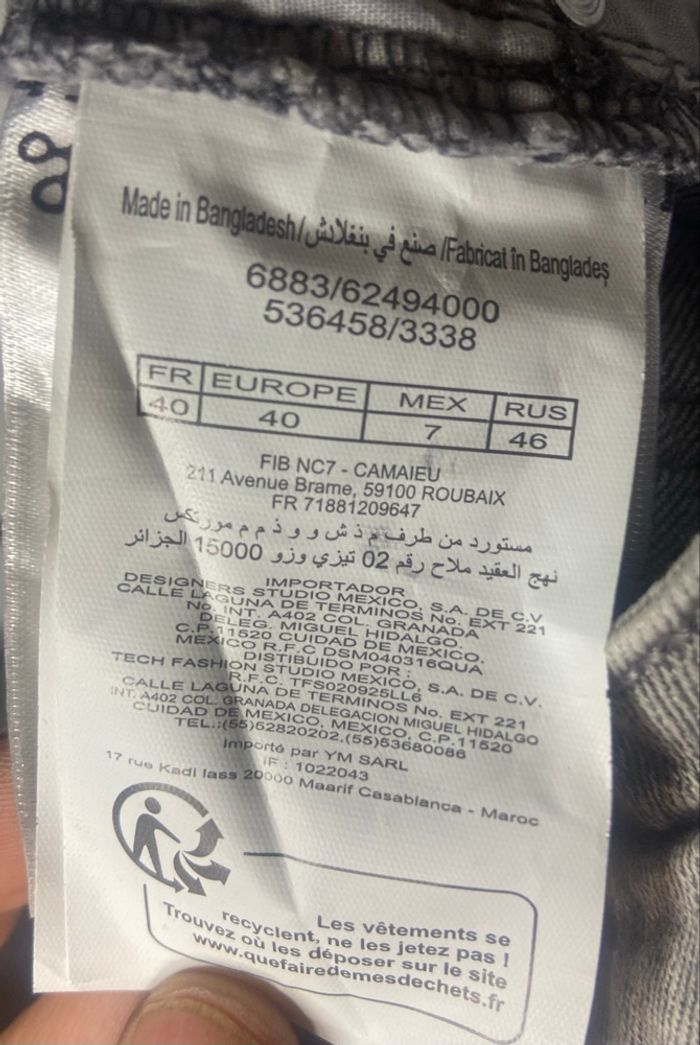 Made in Bangladesh/صنع في بنغلادش/Fabricat în Bangladeş
6883/62494000
536458/3338
FR EUROPE MEX RUS
40 40 7 46
FIB NC7 - CAMAIEU
211 Avenue Brame, 59100 ROUBAIX
FR 71881209647
مستورد من طرف م ذ ش و و ذ م م مورتكس
نهج العقيد ملاح رقم 02 تيزي وزو 15000 الجزائر
IMPORTADOR
DESIGNERS STUDIO MEXICO, S.A. DE C.V
CALLE LAGUNA DE TERMINOS No. EXT 221
No. INT. A402 COL. GRANADA
DELEG. MIGUEL HIDALGO.
C.P.11520 CUIDAD DE MEXICO.
MEXICO R.F.C DSM040316QUA
DISTRIBUIDO POR :
TECH FASHION STUDIO MEXICO, S.A. DE C.V.
R.F.C. TFS020925LL6
CALLE LAGUNA DE TERMINOS No. EXT 221
INT. A402 COL. GRANADA DELEGACION MIGUEL HIDALGO
CUIDAD DE MEXICO, MEXICO, C.P.11520
TEL.:(55)52820202,(55)53680086
Importé par YM SARL
IF : 1022043
17 rue Kadi Iass 20000 Maarif Casablanca - Maroc
Les vêtements se
recyclent, ne les jetez pas !
Trouvez où les déposer sur le site
www.quefairedemesdechets.fr